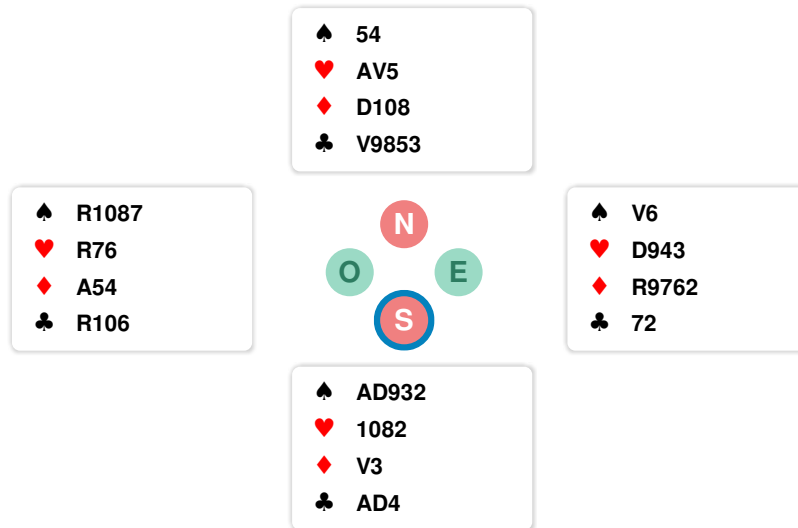 ♠ 54
♥ AV5
♦ D108
♣ V9853
♠ R1087
♥ R76
♦ A54
♣ R106
N
O E
S
♠ V6
♥ D943
♦ R9762
♣ 72
♠ AD932
♥ 1082
♦ V3
♣ AD4